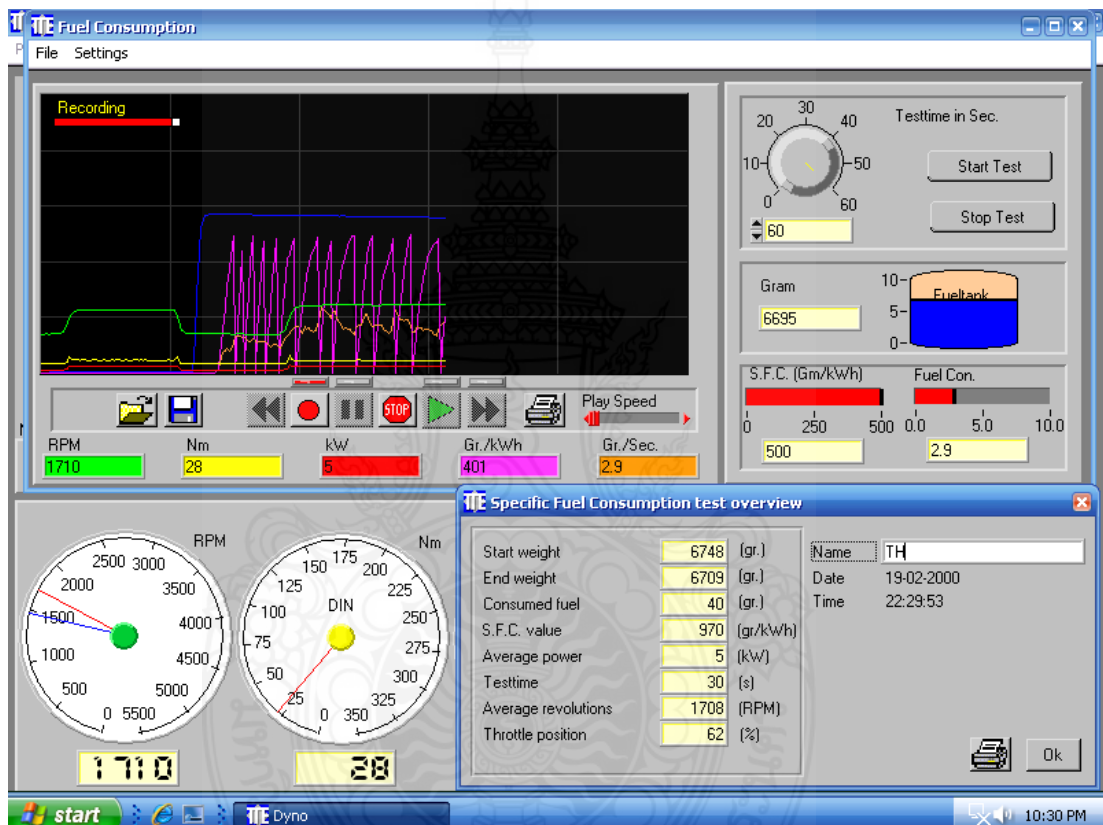 Fuel Consumption
File Settings
Recording
RPM Nm kW Gr./kWh Gr./Sec.
1710 28 5 401 2.9
STOP
Play Speed
0 10 20 30 40 50 60
Testtime in Sec.
Start Test
Stop Test
60
Gram
6695
10
5
0
Fueltank
S.F.C. (Gm/kWh) Fuel Con.
0 250 500 0.0 5.0 10.0
500 2.9
RPM
0 500 1000 1500 2000 2500 3000 3500 4000 4500 5000 5500
1710
Nm
DIN
0 25 50 75 100 125 150 175 200 225 250 275 300 325 350
28
Specific Fuel Consumption test overview
Start weight 6748 (gr.)
End weight 6709 (gr.)
Consumed fuel 40 (gr.)
S.F.C. value 970 (gr/kWh)
Average power 5 (kW)
Testtime 30 (s)
Average revolutions 1708 (RPM)
Throttle position 62 (%)
Name TH
Date 19-02-2000
Time 22:29:53
Ok
start Dyno 10:30 PM